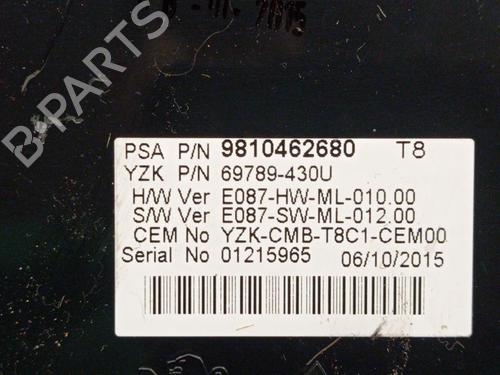 B-PARTS
PSA P/N 9810462680 T8
YZK P/N 69789-430U
H/W Ver E087-HW-ML-010.00
S/W Ver E087-SW-ML-012.00
CEM No YZK-CMB-T8C1-CEM00
Serial No 01215965 06/10/2015